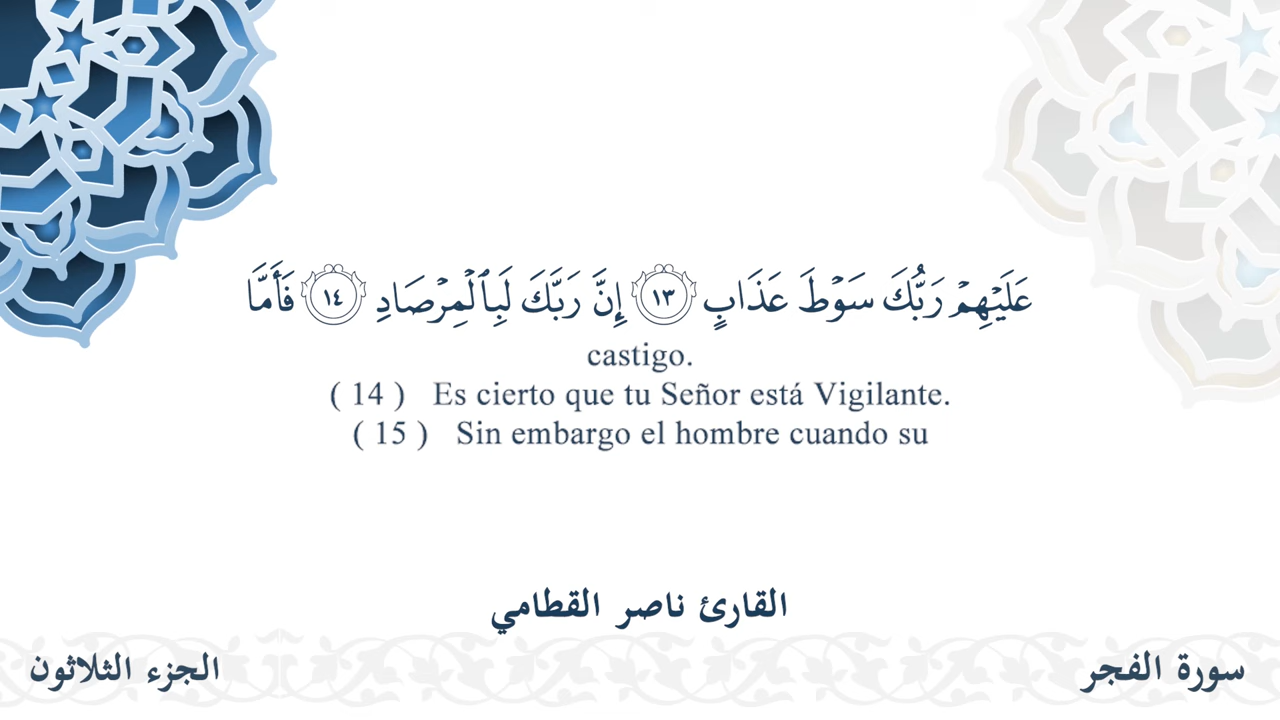 عَلَيْهِمْ رَبُّكَ سَوْطَ عَذَابٍ ١٣ إِنَّ رَبَّكَ لَبِٱلْمِرْصَادِ ١٤ فَأَمَّا
castigo.
( 14 ) Es cierto que tu Señor está Vigilante.
( 15 ) Sin embargo el hombre cuando su
القارئ ناصر القطامي
سورة الفجر
الجزء الثلاثون